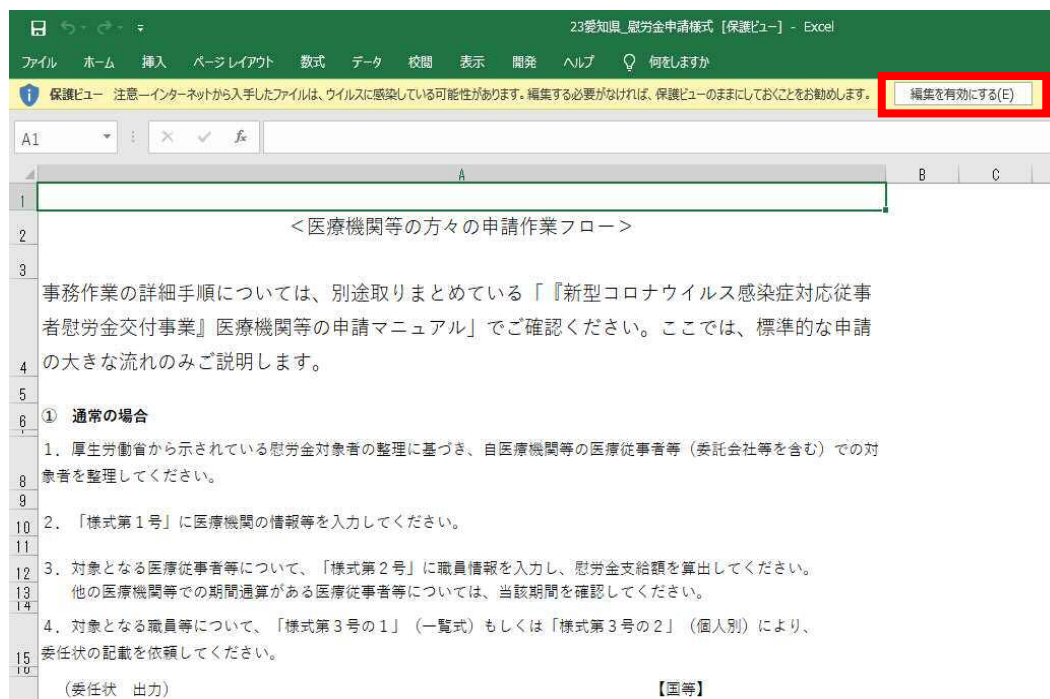 23愛知県_慰労金申請様式 [保護ビュー] - Excel
ファイル ホーム 挿入 ページ レイアウト 数式 データ 校閲 表示 開発 ヘルプ 何をしますか
保護ビュー 注意—インターネットから入手したファイルは、ウイルスに感染している可能性があります。編集する必要がなければ、保護ビューのままにしておくことをお勧めします。 編集を有効にする(E)
A1 fx
A B C
1
2 <医療機関等の方々の申請作業フロー>
3
事務作業の詳細手順については、別途取りまとめている「『新型コロナウイルス感染症対応従事
者慰労金交付事業』医療機関等の申請マニュアル」でご確認ください。ここでは、標準的な申請
4 の大きな流れのみご説明します。
5
6 ① 通常の場合
1．厚生労働省から示されている慰労金対象者の整理に基づき、自医療機関等の医療従事者等（委託会社等を含む）での対
8 象者を整理してください。
9
10 2．「様式第１号」に医療機関の情報等を入力してください。
11
12 3．対象となる医療従事者等について、「様式第２号」に職員情報を入力し、慰労金支給額を算出してください。
13 他の医療機関等での期間通算がある医療従事者等については、当該期間を確認してください。
14
4．対象となる職員等について、「様式第３号の１」（一覧式）もしくは「様式第３号の２」（個人別）により、
15 委任状の記載を依頼してください。
16
（委任状 出力） 【国等】